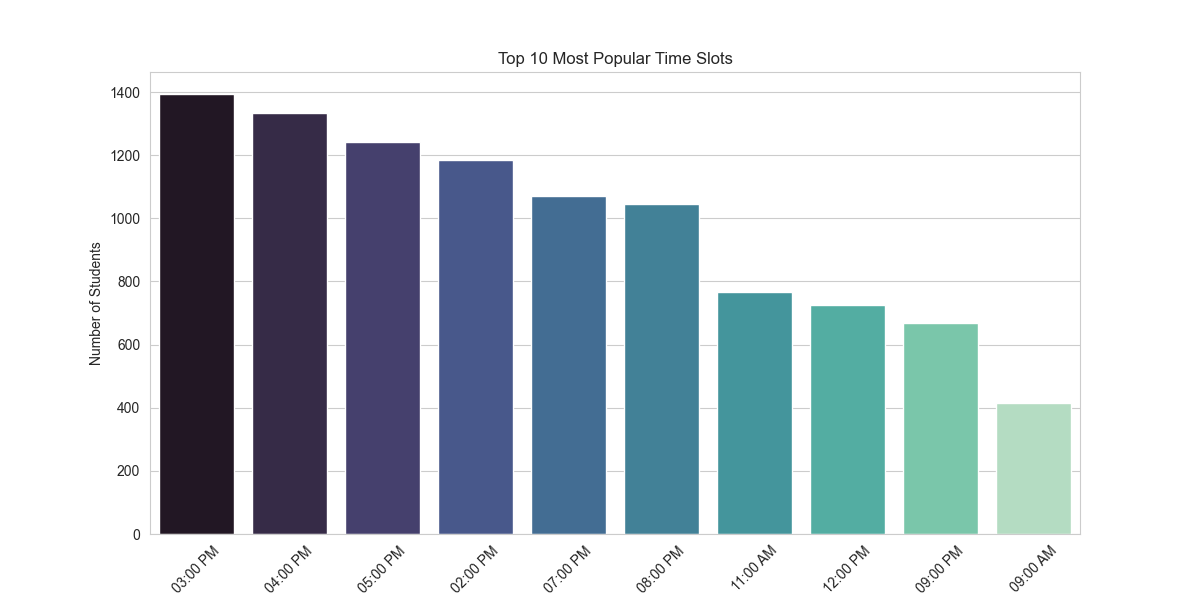 Top 10 Most Popular Time Slots
Number of Students
1400
1200
1000
800
600
400
200
0
03:00 PM
04:00 PM
05:00 PM
02:00 PM
07:00 PM
08:00 PM
11:00 AM
12:00 PM
09:00 PM
09:00 AM